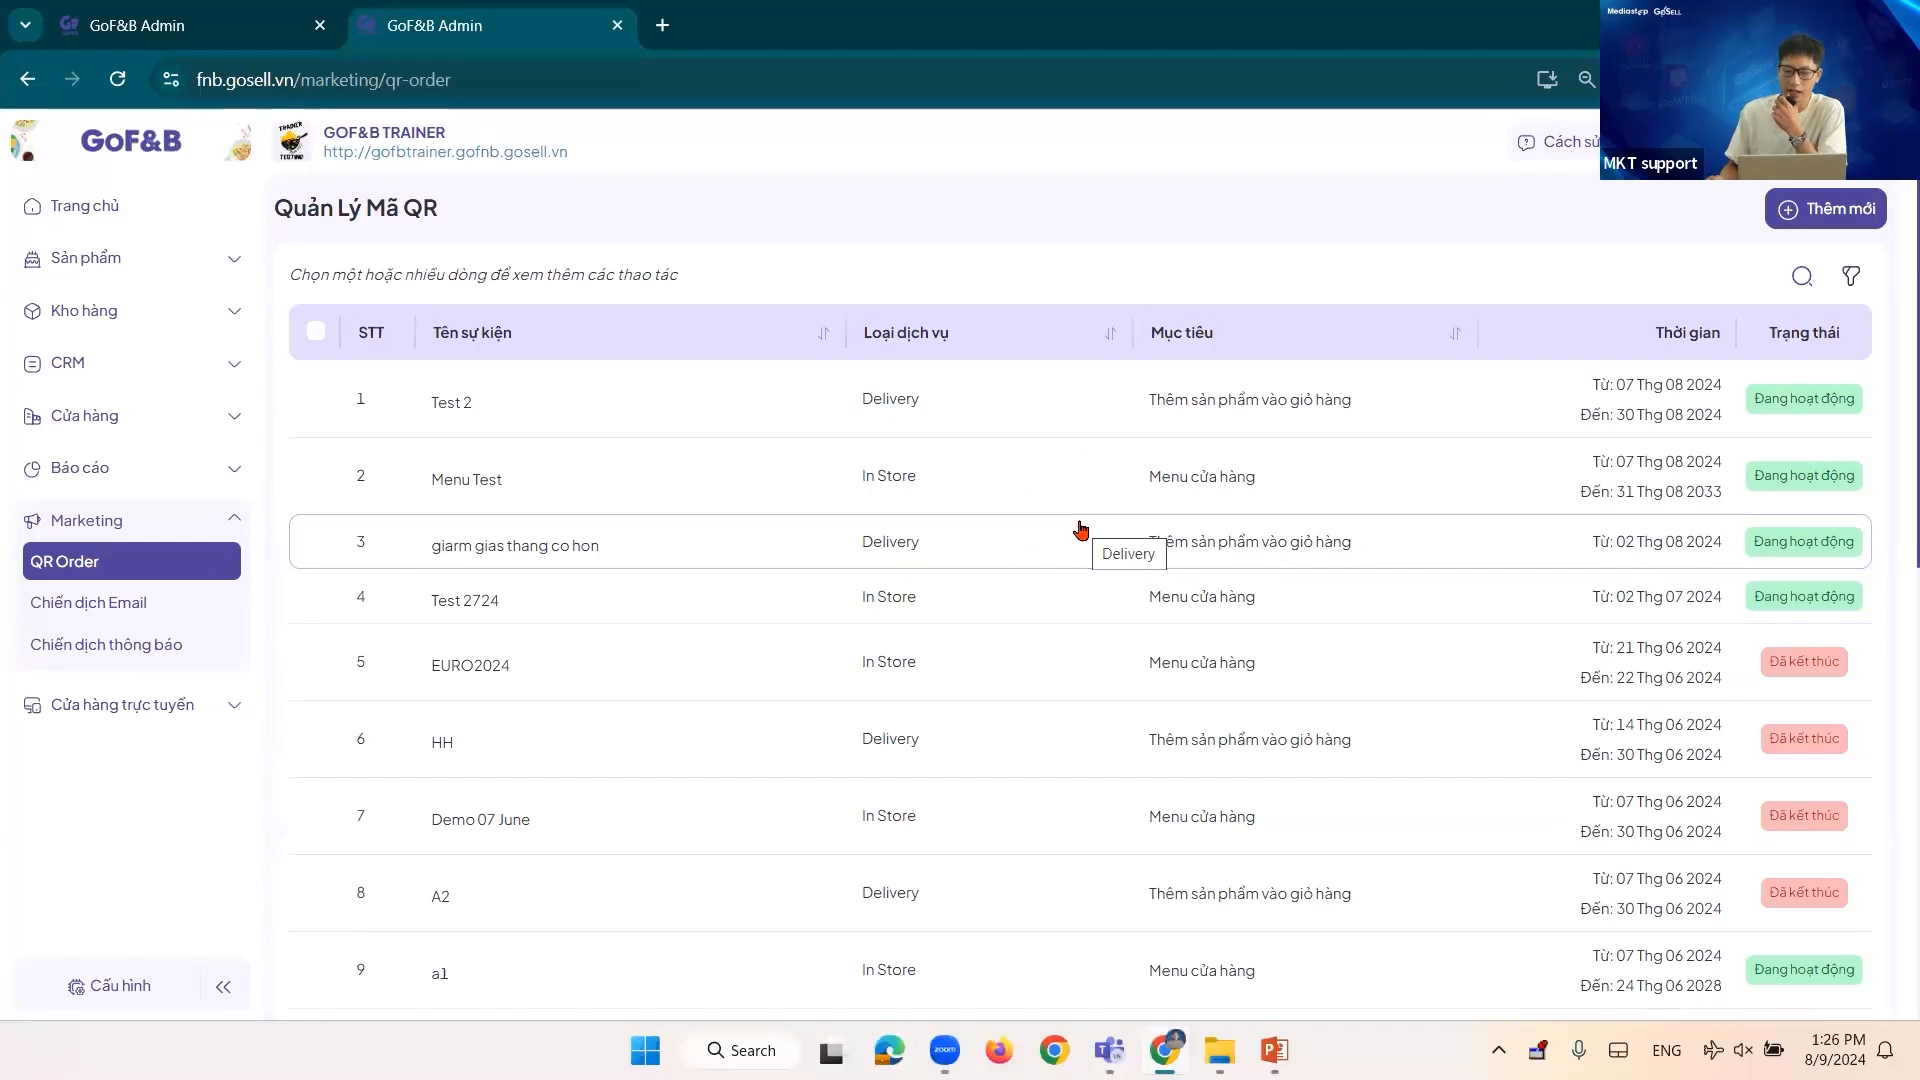 GoF&B Admin
GoF&B Admin
fnb.gosell.vn/marketing/qr-order
Mediastep GoSELL
MKT support
GoF&B
TRAINER
GOF&B TRAINER
http://gofbtrainer.gofnb.gosell.vn
Cách sử
Trang chủ
Sản phẩm
Kho hàng
CRM
Cửa hàng
Báo cáo
Marketing
QR Order
Chiến dịch Email
Chiến dịch thông báo
Cửa hàng trực tuyến
Cấu hình
Quản Lý Mã QR
Thêm mới
Chọn một hoặc nhiều dòng để xem thêm các thao tác
STT Tên sự kiện Loại dịch vụ Mục tiêu Thời gian Trạng thái
1 Test 2 Delivery Thêm sản phẩm vào giỏ hàng Từ: 07 Thg 08 2024 Đang hoạt động
Đến: 30 Thg 08 2024
2 Menu Test In Store Menu cửa hàng Từ: 07 Thg 08 2024 Đang hoạt động
Đến: 31 Thg 08 2033
3 giarm gias thang co hon Delivery Thêm sản phẩm vào giỏ hàng Từ: 02 Thg 08 2024 Đang hoạt động
Delivery
4 Test 2724 In Store Menu cửa hàng Từ: 02 Thg 07 2024 Đang hoạt động
5 EURO2024 In Store Menu cửa hàng Từ: 21 Thg 06 2024 Đã kết thúc
Đến: 22 Thg 06 2024
6 HH Delivery Thêm sản phẩm vào giỏ hàng Từ: 14 Thg 06 2024 Đã kết thúc
Đến: 30 Thg 06 2024
7 Demo 07 June In Store Menu cửa hàng Từ: 07 Thg 06 2024 Đã kết thúc
Đến: 30 Thg 06 2024
8 A2 Delivery Thêm sản phẩm vào giỏ hàng Từ: 07 Thg 06 2024 Đã kết thúc
Đến: 30 Thg 06 2024
9 a1 In Store Menu cửa hàng Từ: 07 Thg 06 2024 Đang hoạt động
Đến: 24 Thg 06 2028
Search
zoom
ENG
1:26 PM
8/9/2024